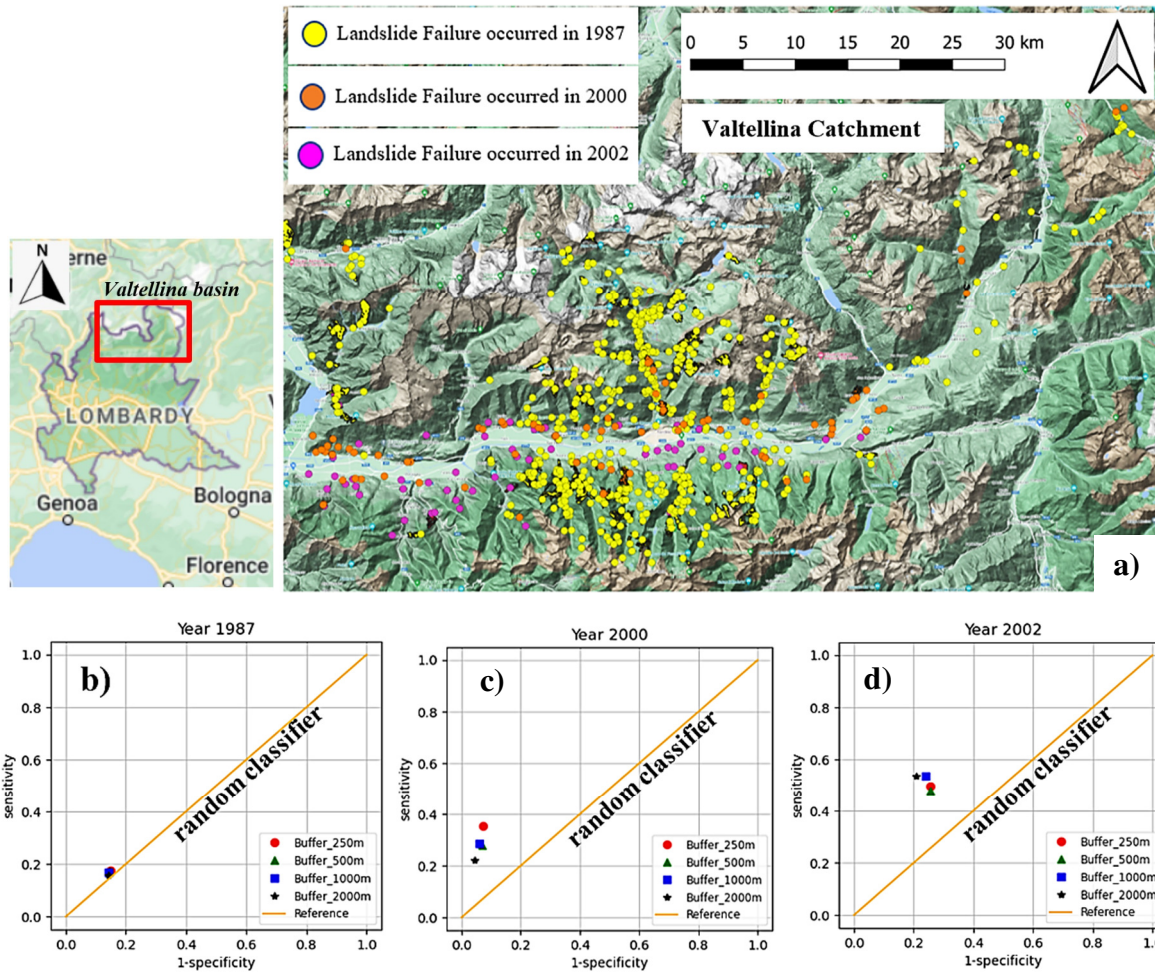 Landslide Failure occurred in 1987
Landslide Failure occurred in 2000
Landslide Failure occurred in 2002
0 5 10 15 20 25 30 km
Valtellina Catchment
N
erne
Valtellina basin
LOMBARDY
Genoa
Bologna
Florence
a)
Year 1987
b)
random classifier
sensitivity
1.0
0.8
0.6
0.4
0.2
0.0
0.0 0.2 0.4 0.6 0.8 1.0
1-specificity
Buffer_250m
Buffer_500m
Buffer_1000m
Buffer_2000m
Reference
Year 2000
c)
random classifier
sensitivity
1.0
0.8
0.6
0.4
0.2
0.0
0.0 0.2 0.4 0.6 0.8 1.0
1-specificity
Buffer_250m
Buffer_500m
Buffer_1000m
Buffer_2000m
Reference
Year 2002
d)
random classifier
sensitivity
1.0
0.8
0.6
0.4
0.2
0.0
0.0 0.2 0.4 0.6 0.8 1.
1-specificity
Buffer_250m
Buffer_500m
Buffer_1000m
Buffer_2000m
Reference